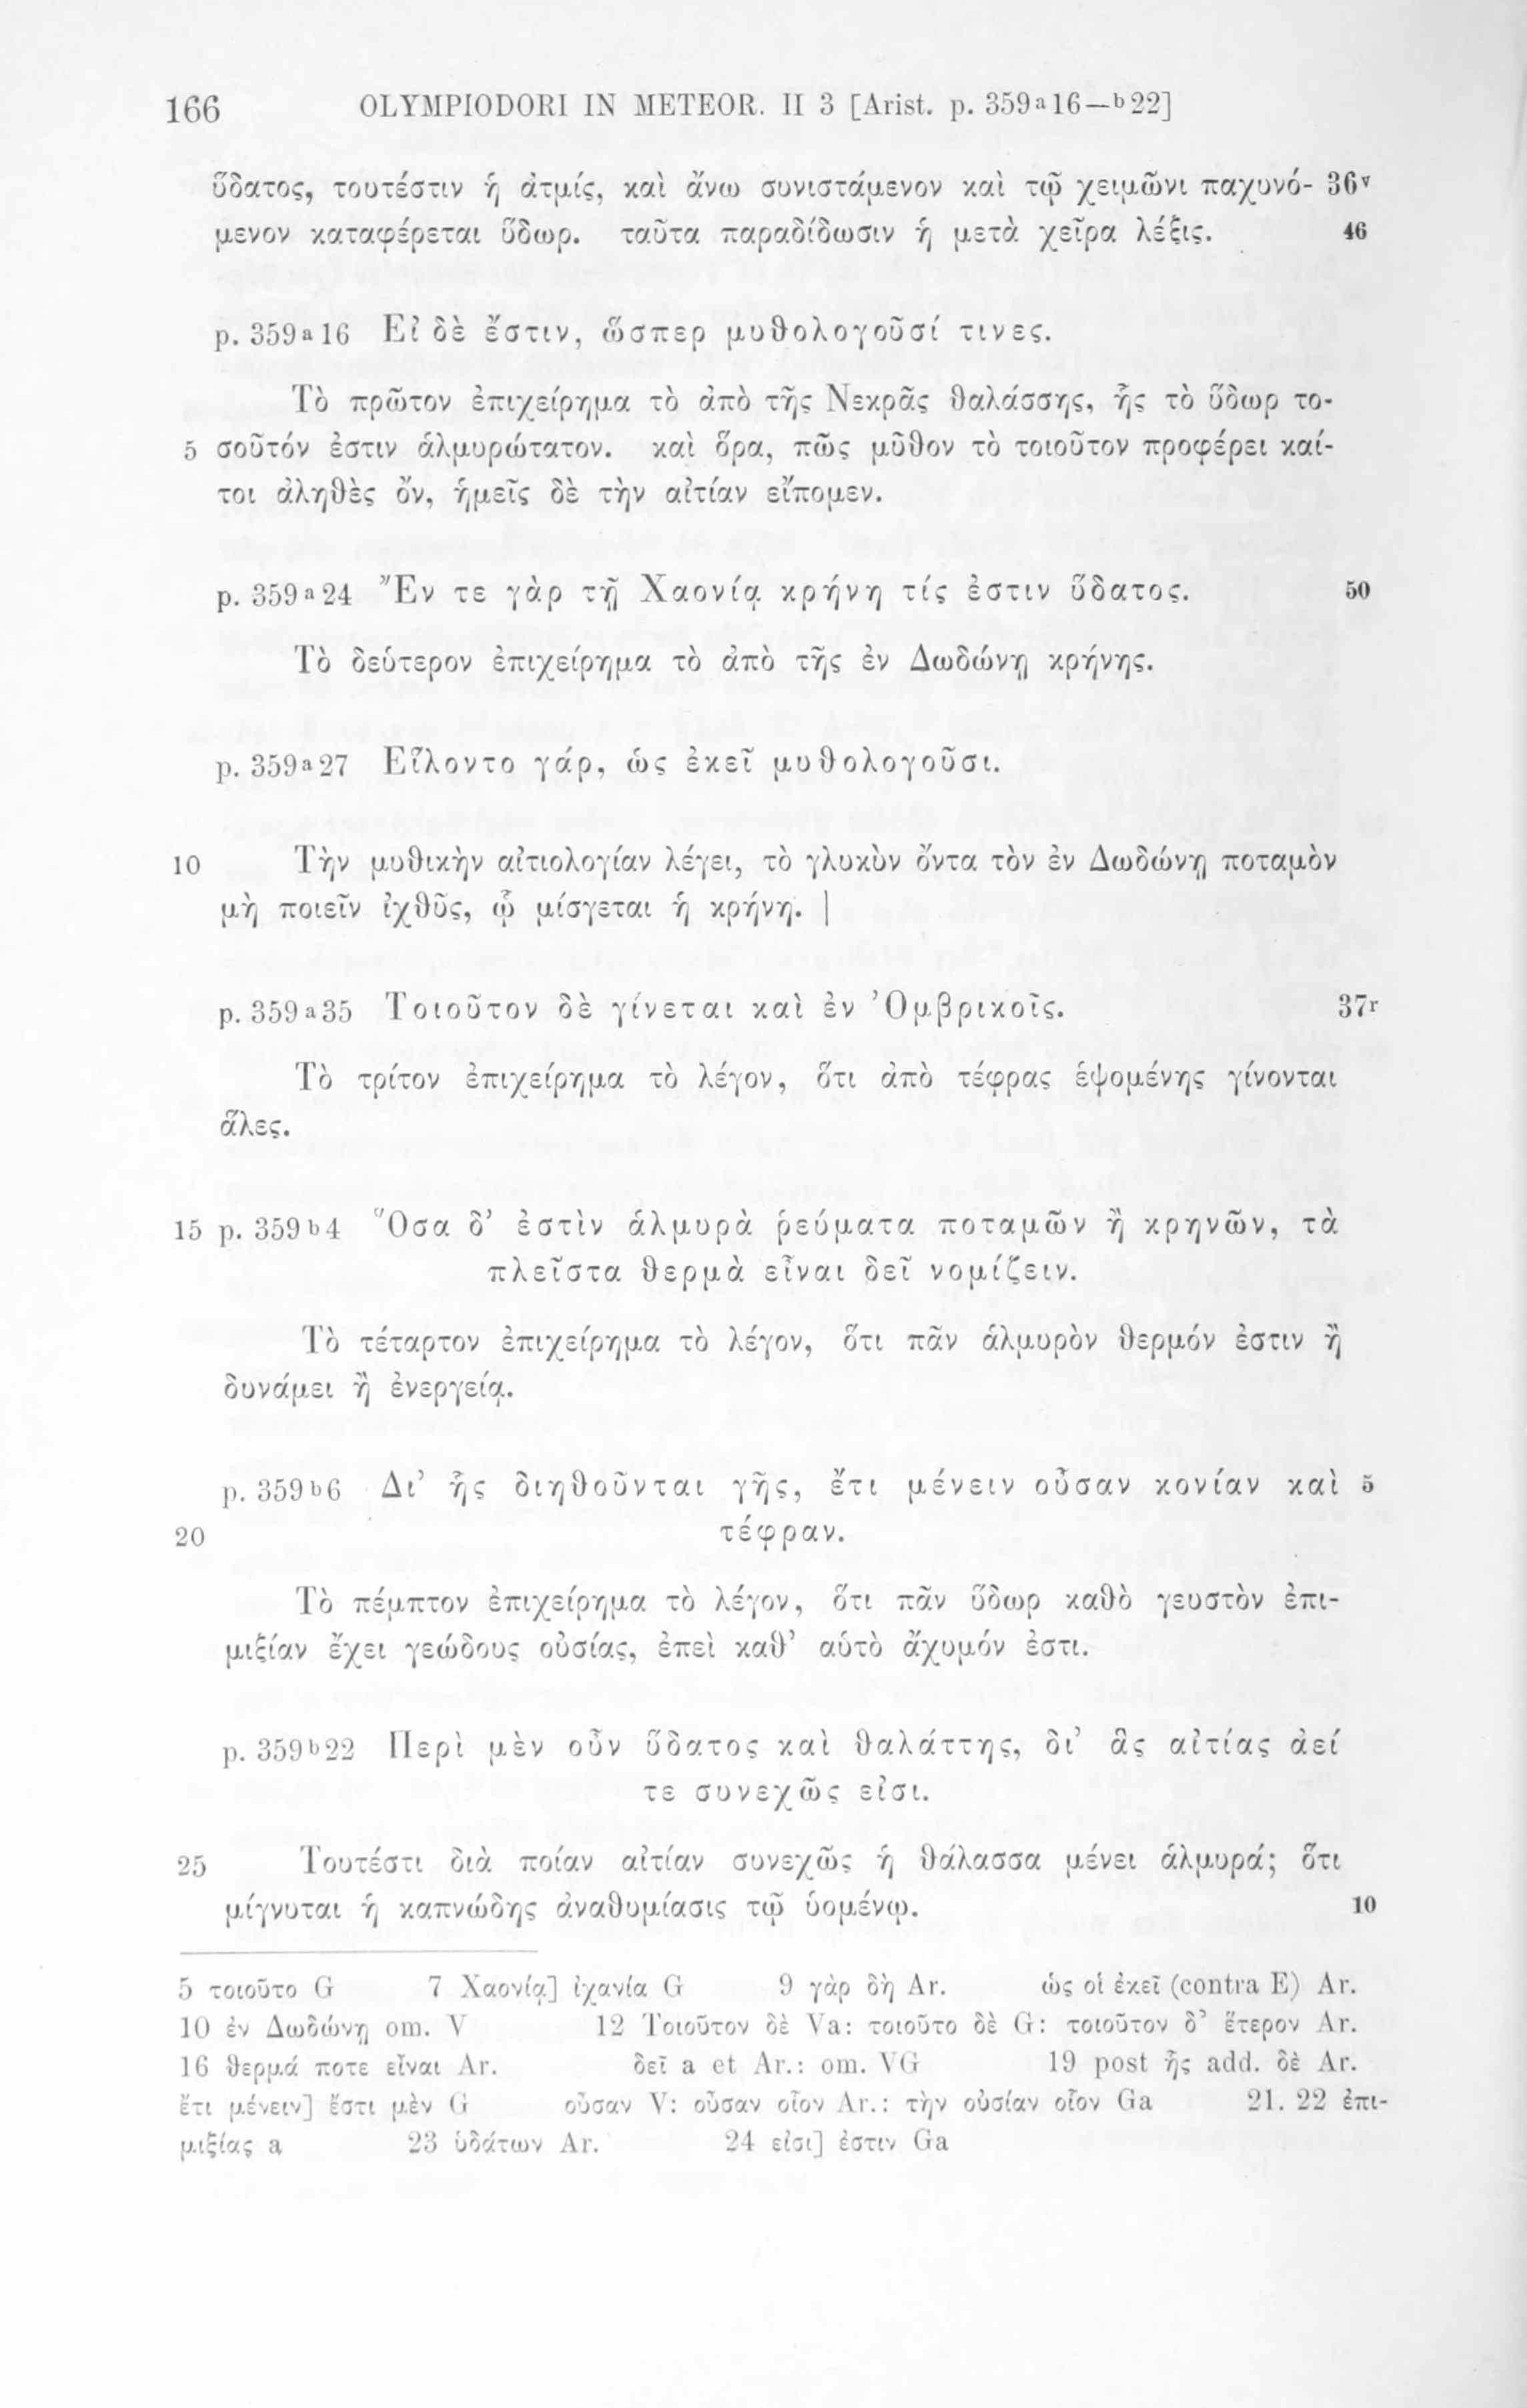 166 OLYMPIODORI IN METEOR. II 3 [Arist. p. 359ᵃ16—ᵇ22]
ὕδατος, τουτέστιν ἡ ἀτμίς, καὶ ἄνω συνιστάμενον καὶ τῷ χειμῶνι παχυνό- 36ᵛ
μενον καταφέρεται ὕδωρ. ταῦτα παραδίδωσιν ἡ μετὰ χεῖρα λέξις. 46
p. 359ᵃ16 Εἰ δὲ ἔστιν, ὥσπερ μυθολογοῦσί τινες.
Τὸ πρῶτον ἐπιχείρημα τὸ ἀπὸ τῆς Νεκρᾶς θαλάσσης, ἧς τὸ ὕδωρ το-
5 σοῦτόν ἐστιν ἁλμυρώτατον. καὶ ὅρα, πῶς μῦθον τὸ τοιοῦτον προφέρει καί-
τοι ἀληθὲς ὄν, ἡμεῖς δὲ τὴν αἰτίαν εἴπομεν.
p. 359ᵃ24 Ἔν τε γὰρ τῇ Χαονίᾳ κρήνη τίς ἐστιν ὕδατος. 50
Τὸ δεύτερον ἐπιχείρημα τὸ ἀπὸ τῆς ἐν Δωδώνῃ κρήνης.
p. 359ᵃ27 Εἵλοντο γάρ, ὡς ἐκεῖ μυθολογοῦσι.
10 Τὴν μυθικὴν αἰτιολογίαν λέγει, τὸ γλυκὺν ὄντα τὸν ἐν Δωδώνῃ ποταμὸν
μὴ ποιεῖν ἰχθῦς, ᾧ μίσγεται ἡ κρήνη. |
p. 359ᵃ35 Τοιοῦτον δὲ γίνεται καὶ ἐν Ὀμβρικοῖς. 37ʳ
Τὸ τρίτον ἐπιχείρημα τὸ λέγον, ὅτι ἀπὸ τέφρας ἑψομένης γίνονται
ἅλες.
15 p. 359ᵇ4 Ὅσα δ’ ἐστὶν ἁλμυρὰ ῥεύματα ποταμῶν ἢ κρηνῶν, τὰ
πλεῖστα θερμὰ εἶναι δεῖ νομίζειν.
Τὸ τέταρτον ἐπιχείρημα τὸ λέγον, ὅτι πᾶν ἁλμυρὸν θερμόν ἐστιν ἢ
δυνάμει ἢ ἐνεργείᾳ.
p. 359ᵇ6 Δι’ ἧς διηθοῦνται γῆς, ἔτι μένειν οὖσαν κονίαν καὶ 5
20 τέφραν.
Τὸ πέμπτον ἐπιχείρημα τὸ λέγον, ὅτι πᾶν ὕδωρ καθὸ γευστὸν ἐπι-
μιξίαν ἔχει γεώδους οὐσίας, ἐπεὶ καθ’ αὑτὸ ἄχυμόν ἐστι.
p. 359ᵇ22 Περὶ μὲν οὖν ὕδατος καὶ θαλάττης, δι’ ἃς αἰτίας ἀεί
τε συνεχῶς εἰσι.
25 Τουτέστι διὰ ποίαν αἰτίαν συνεχῶς ἡ θάλασσα μένει ἁλμυρά; ὅτι
μίγνυται ἡ καπνώδης ἀναθυμίασις τῷ ὑομένῳ. 10
5 τοιοῦτο G 7 Χαονίᾳ] ἰχανία G 9 γὰρ δὴ Ar. ὡς οἱ ἐκεῖ (contra E) Ar.
10 ἐν Δωδώνῃ om. V 12 Τοιοῦτον δὲ Va: τοιοῦτο δὲ G: τοιοῦτον δ’ ἕτερον Ar.
16 θερμά ποτε εἶναι Ar. δεῖ a et Ar.: om. VG 19 post ἧς add. δὲ Ar.
ἔτι μένειν] ἔστι μὲν G οὖσαν V: οὖσαν οἷον Ar.: τὴν οὐσίαν οἷον Ga 21. 22 ἐπι-
μιξίας a 23 ὑδάτων Ar. 24 εἰσι] ἐστιν Ga